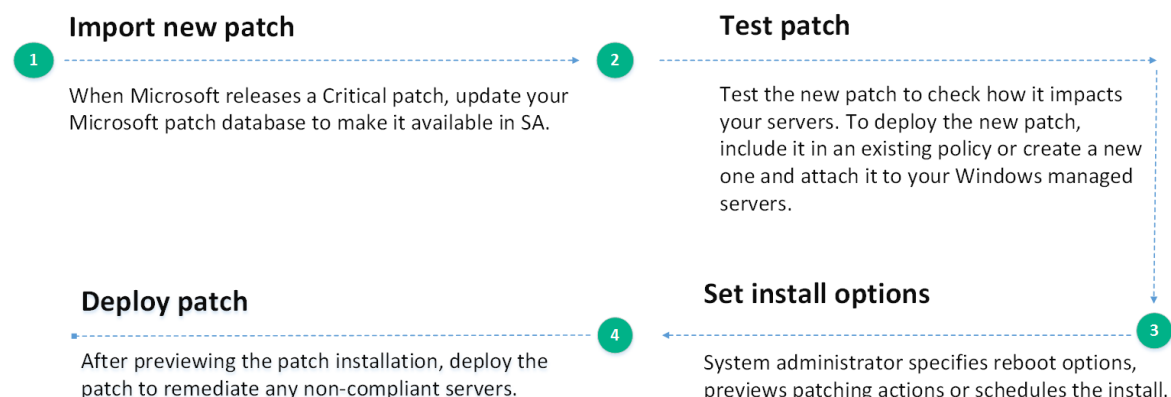 Import new patch
1
When Microsoft releases a Critical patch, update your
Microsoft patch database to make it available in SA.
Test patch
2
Test the new patch to check how it impacts
your servers. To deploy the new patch,
include it in an existing policy or create a new
one and attach it to your Windows managed
servers.
Set install options
3
System administrator specifies reboot options,
previews patching actions or schedules the install.
Deploy patch
4
After previewing the patch installation, deploy the
patch to remediate any non-compliant servers.